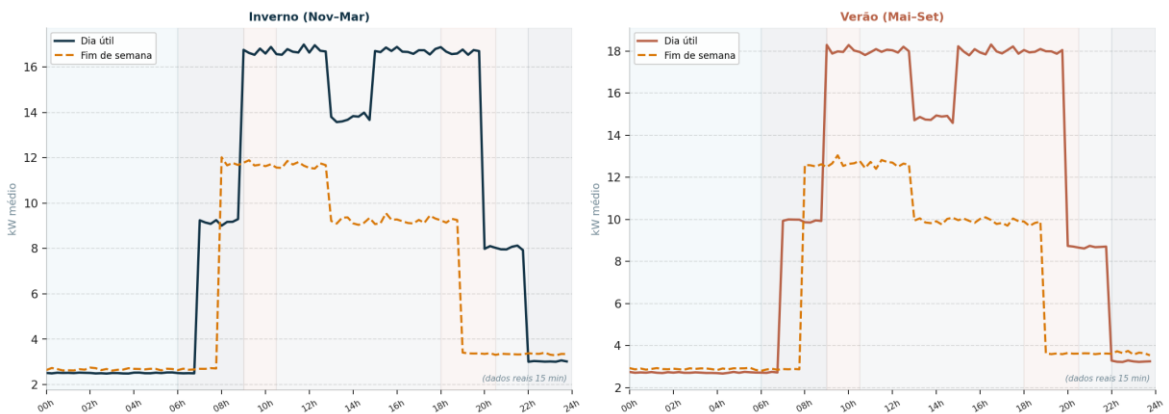 Inverno (Nov–Mar)
Dia útil
Fim de semana
kW médio
16
14
12
10
8
6
4
2
(dados reais 15 min)
00h 02h 04h 06h 08h 10h 12h 14h 16h 18h 20h 22h 24h
Verão (Mai–Set)
Dia útil
Fim de semana
kW médio
18
16
14
12
10
8
6
4
2
(dados reais 15 min)
00h 02h 04h 06h 08h 10h 12h 14h 16h 18h 20h 22h 24h